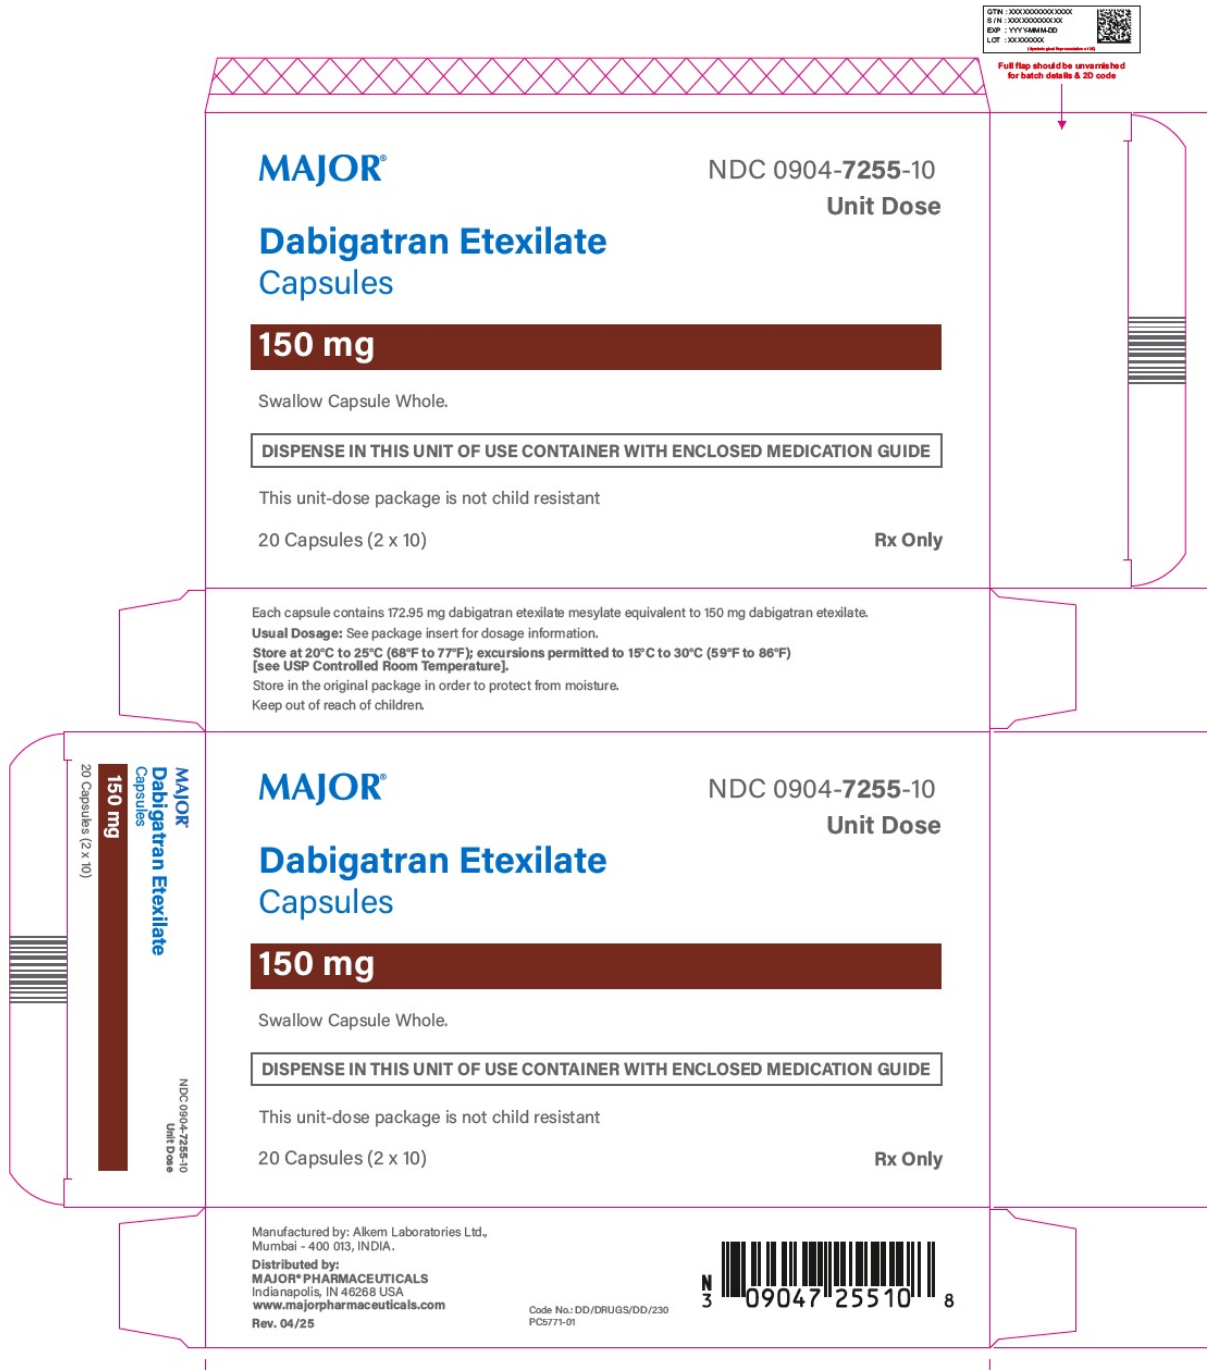 GTIN : XXXXXXXXXXXXXX
S / N : XXXXXXXXXXXX
EXP : YYYY-MMM-DD
LOT : XXXXXXXX
Full flap should be unvarnished
for batch details & 2D code
MAJOR®
NDC 0904-7255-10
Unit Dose
Dabigatran Etexilate
Capsules
150 mg
Swallow Capsule Whole.
DISPENSE IN THIS UNIT OF USE CONTAINER WITH ENCLOSED MEDICATION GUIDE
This unit-dose package is not child resistant
20 Capsules (2 x 10)
Rx Only
Each capsule contains 172.95 mg dabigatran etexilate mesylate equivalent to 150 mg dabigatran etexilate.
Usual Dosage: See package insert for dosage information.
Store at 20°C to 25°C (68°F to 77°F); excursions permitted to 15°C to 30°C (59°F to 86°F)
[see USP Controlled Room Temperature].
Store in the original package in order to protect from moisture.
Keep out of reach of children.
MAJOR®
Dabigatran Etexilate
Capsules
150 mg
20 Capsules (2 x 10)
NDC 0904-7255-10
Unit Dose
MAJOR®
NDC 0904-7255-10
Unit Dose
Dabigatran Etexilate
Capsules
150 mg
Swallow Capsule Whole.
DISPENSE IN THIS UNIT OF USE CONTAINER WITH ENCLOSED MEDICATION GUIDE
This unit-dose package is not child resistant
20 Capsules (2 x 10)
Rx Only
Manufactured by: Alkem Laboratories Ltd.,
Mumbai - 400 013, INDIA.
Distributed by:
MAJOR® PHARMACEUTICALS
Indianapolis, IN 46268 USA
www.majorpharmaceuticals.com
Rev. 04/25
Code No.: DD/DRUGS/DD/230
PC5771-01
N
3 09047 25510 8